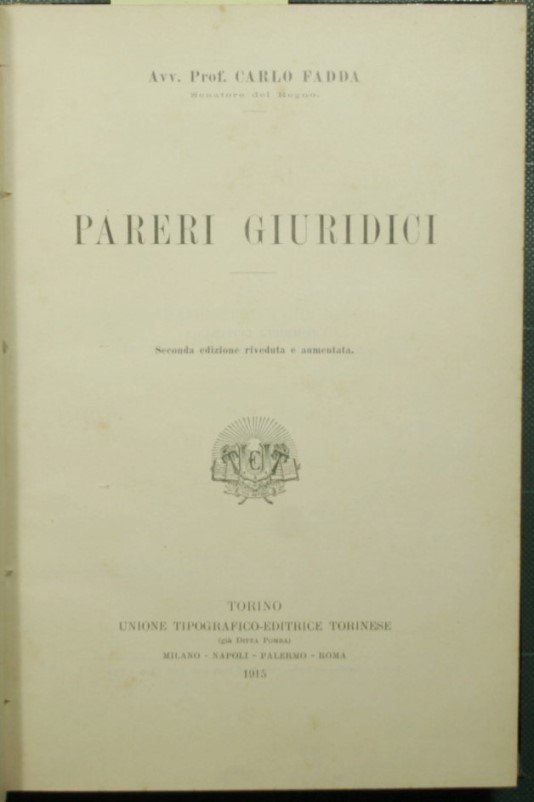 Avv. Prof. CARLO FADDA
Senatore del Regno.
PARERI GIURIDICI
Seconda edizione riveduta e aumentata.
TORINO
UNIONE TIPOGRAFICO-EDITRICE TORINESE
(già DITTA POMBA)
MILANO - NAPOLI - PALERMO - ROMA
1915